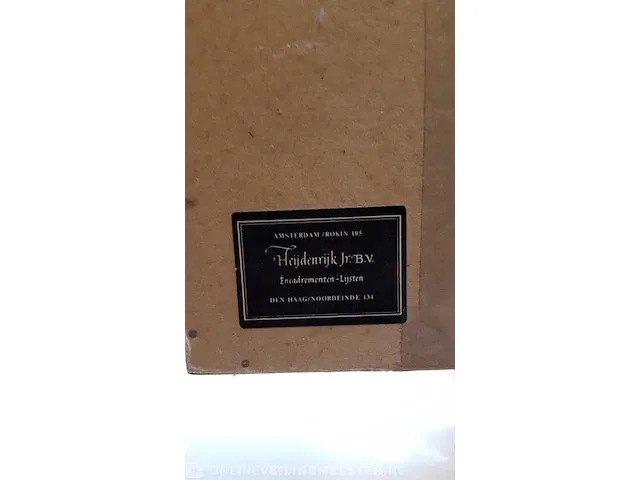 AMSTERDAM/ROKIN 105
Heijdenrijk Jr. B.V.
Encadrementen-Lijsten
DEN HAAG/NOORDEINDE 134